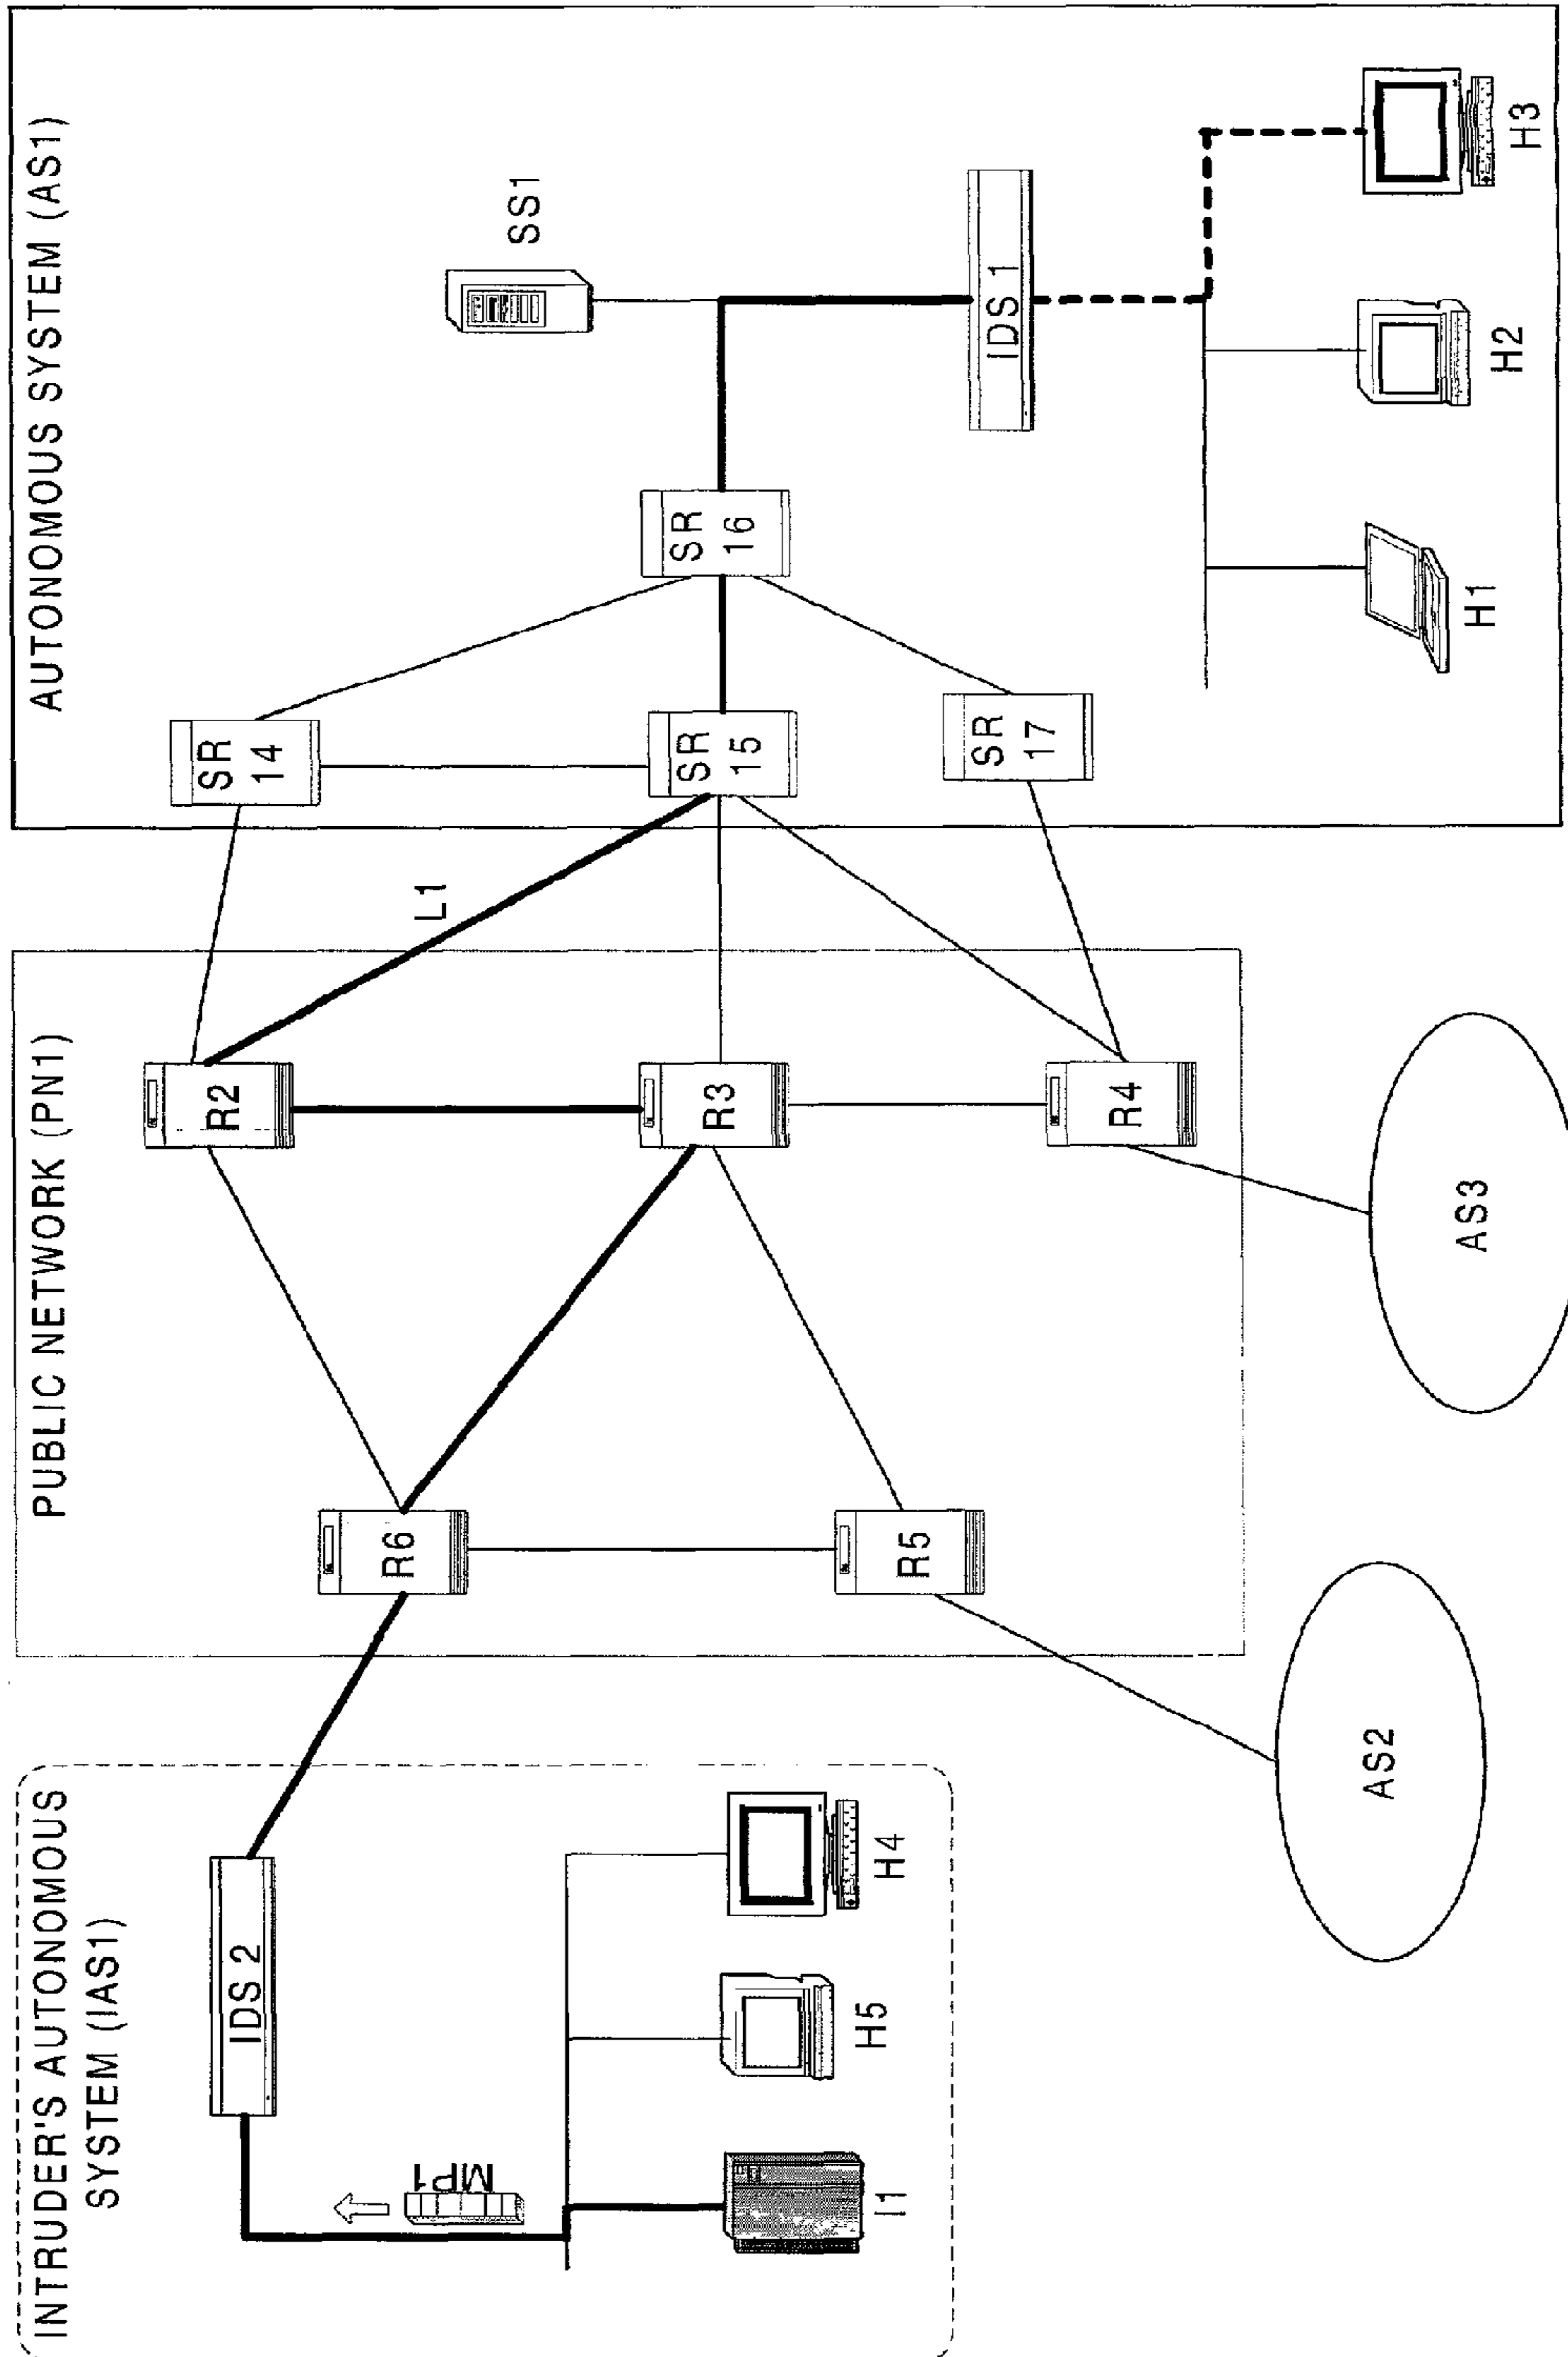 INTRUDER'S AUTONOMOUS
SYSTEM (IAS1)
IDS 2
MP1
I1
H5
H4
PUBLIC NETWORK (PN1)
R6
R5
R2
R3
R4
AS2
AS3
L1
AUTONOMOUS SYSTEM (AS1)
SR
14
SR
15
SR
16
SR
17
SS1
IDS 1
H1
H2
H3